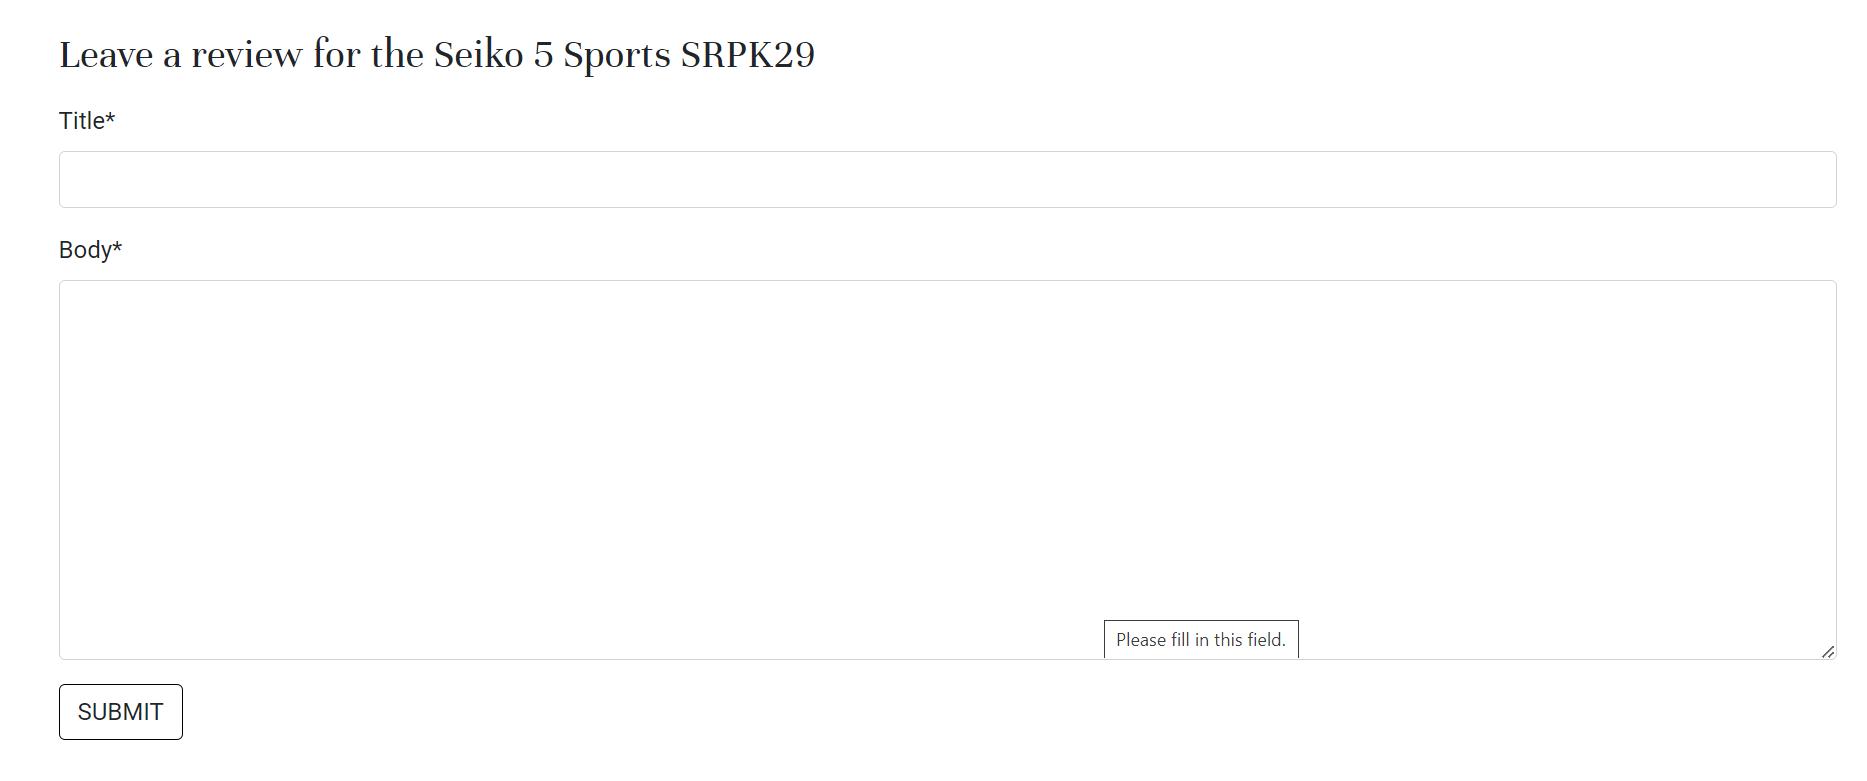 Leave a review for the Seiko 5 Sports SRPK29
Title*
Body*
Please fill in this field.
SUBMIT